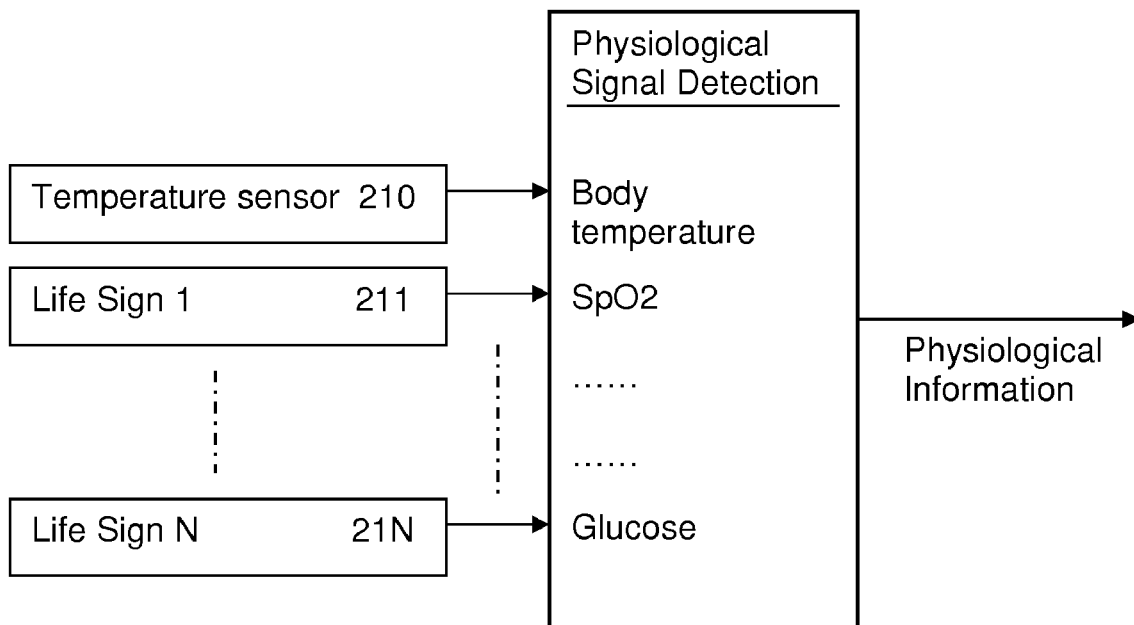 Physiological
Signal Detection
Temperature sensor 210
Body
temperature
Life Sign 1 211
SpO2
......
......
Physiological
Information
Life Sign N 21N
Glucose